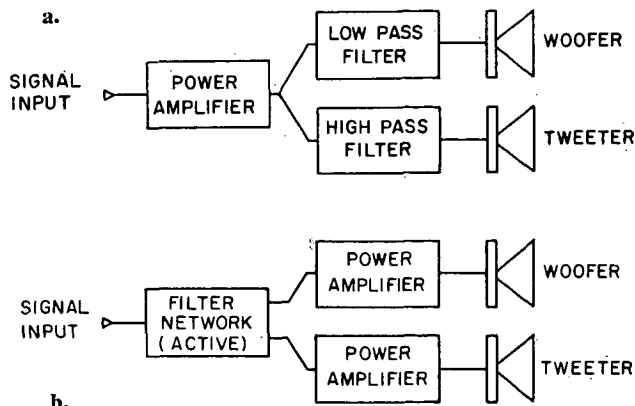 a.
SIGNAL
INPUT
POWER
AMPLIFIER
LOW PASS
FILTER
WOOFER
HIGH PASS
FILTER
TWEETER
SIGNAL
INPUT
FILTER
NETWORK
(ACTIVE)
POWER
AMPLIFIER
WOOFER
POWER
AMPLIFIER
TWEETER
b.